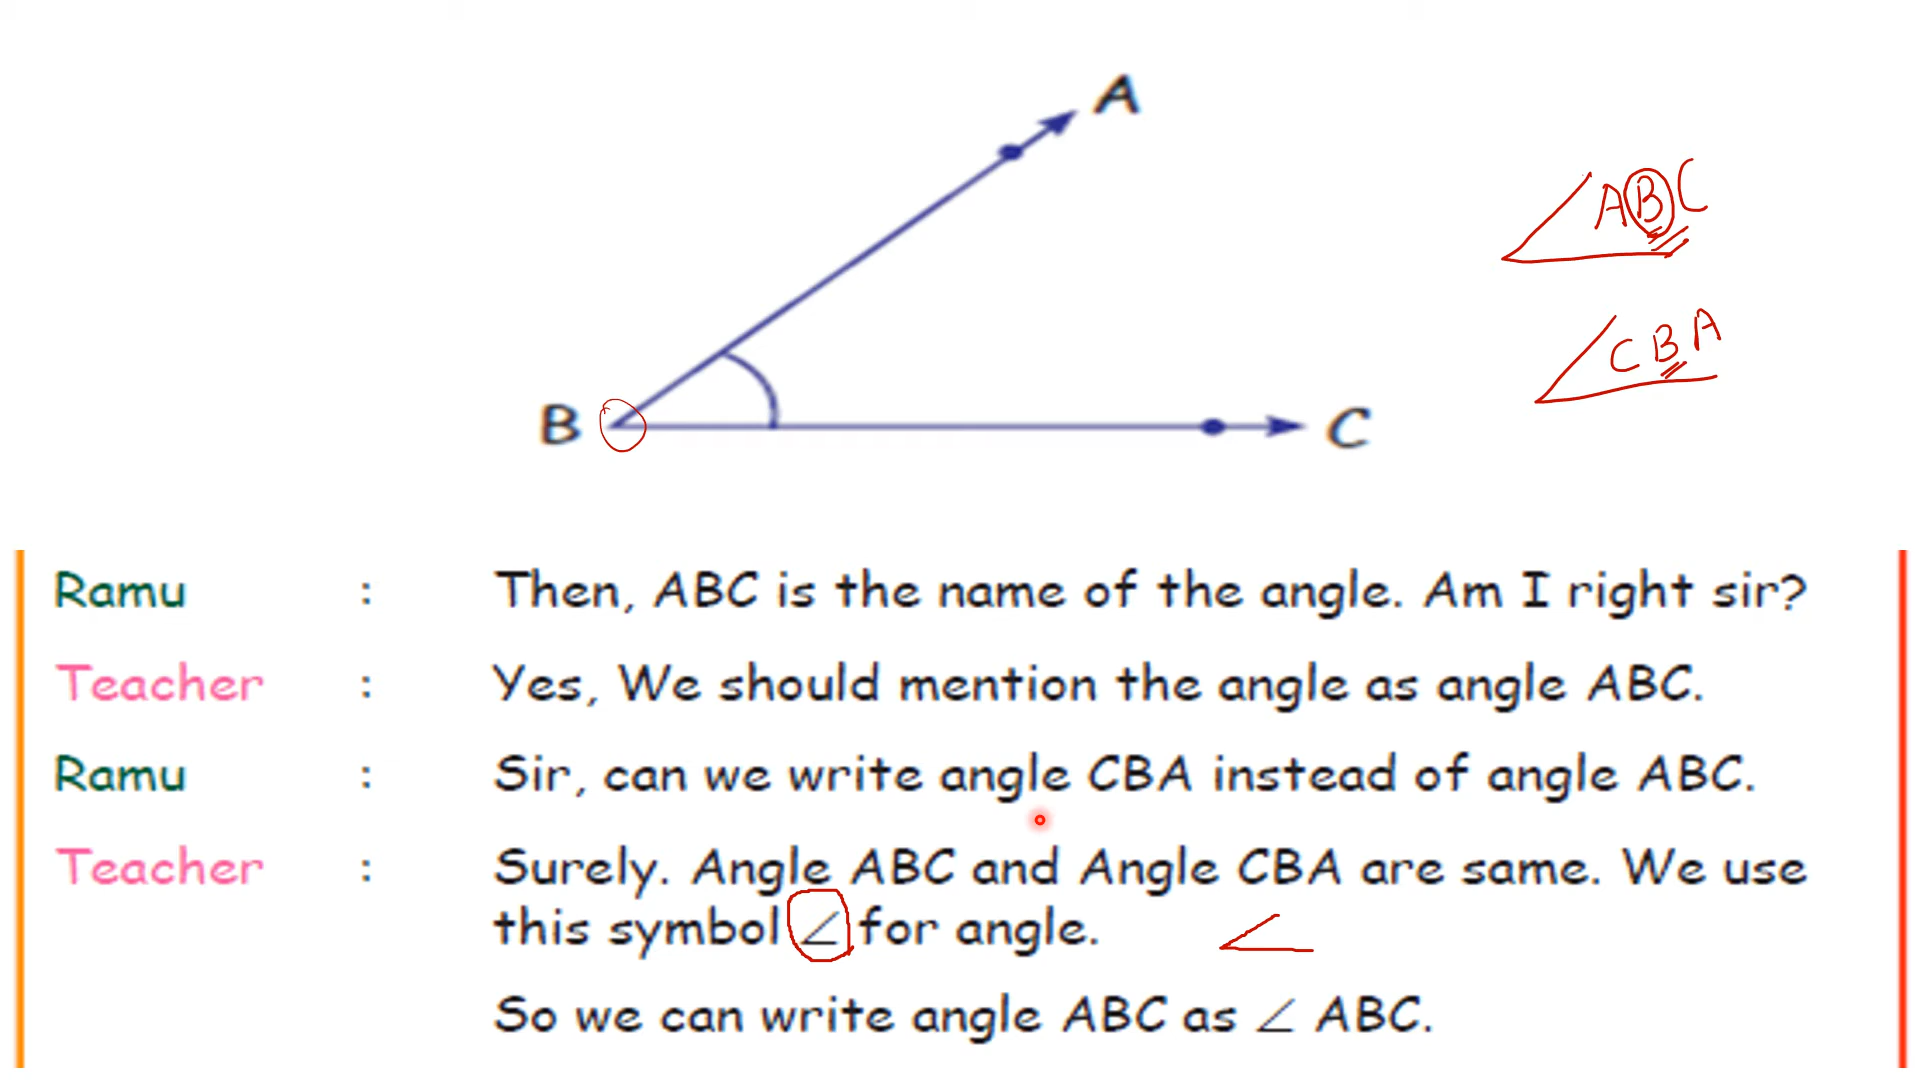 A
∠ABC
∠CBA
B C
Ramu : Then, ABC is the name of the angle. Am I right sir?
Teacher : Yes, We should mention the angle as angle ABC.
Ramu : Sir, can we write angle CBA instead of angle ABC.
Teacher : Surely. Angle ABC and Angle CBA are same. We use
this symbol ∠ for angle. ∠
So we can write angle ABC as ∠ ABC.